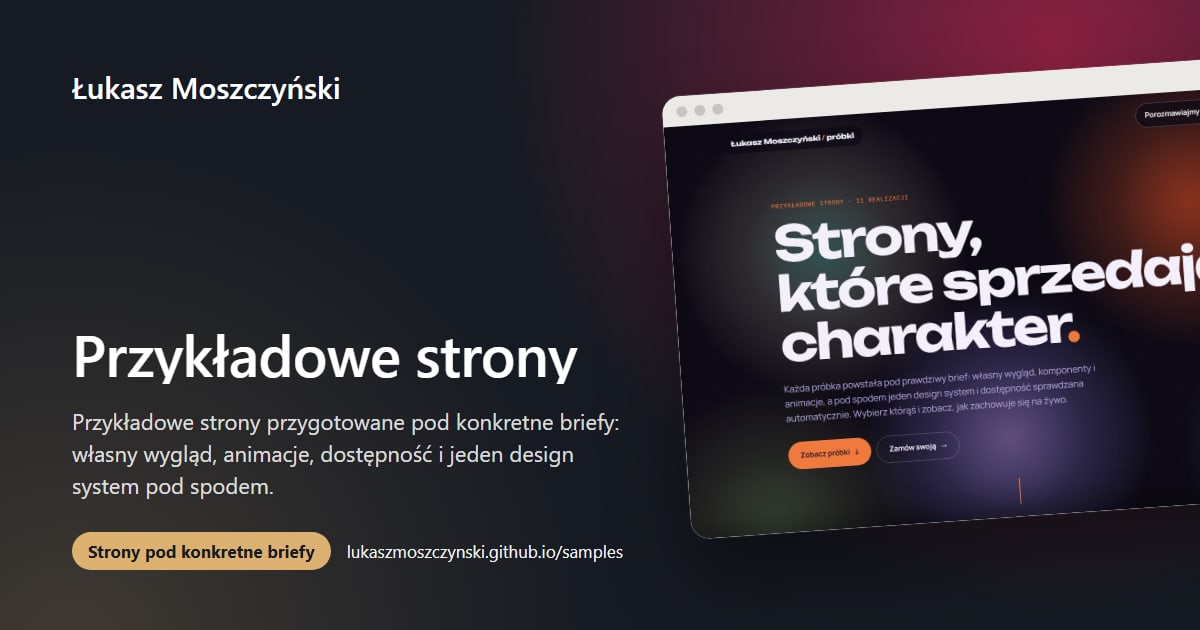 Łukasz Moszczyński
Przykładowe strony
Przykładowe strony przygotowane pod konkretne briefy:
własny wygląd, animacje, dostępność i jeden design
system pod spodem.
Strony pod konkretne briefy
lukaszmoszczynski.github.io/samples
Łukasz Moszczyński / próbki
Porozmawiajmy
PRZYKŁADOWE STRONY · 11 REALIZACJI
Strony,
które sprzedają
charakter.
Każda próbka powstała pod prawdziwy brief: własny wygląd, komponenty i
animacje, a pod spodem jeden design system i dostępność sprawdzana
automatycznie. Wybierz którąś i zobacz, jak zachowuje się na żywo.
Zobacz próbki ↓
Zamów swoją →